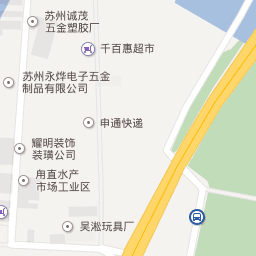 苏州诚茂
五金塑胶厂
千百惠超市
苏州永烨电子五金
制品有限公司
申通快递
耀明装饰
装璜公司
甪直水产
市场工业区
吴淞玩具厂